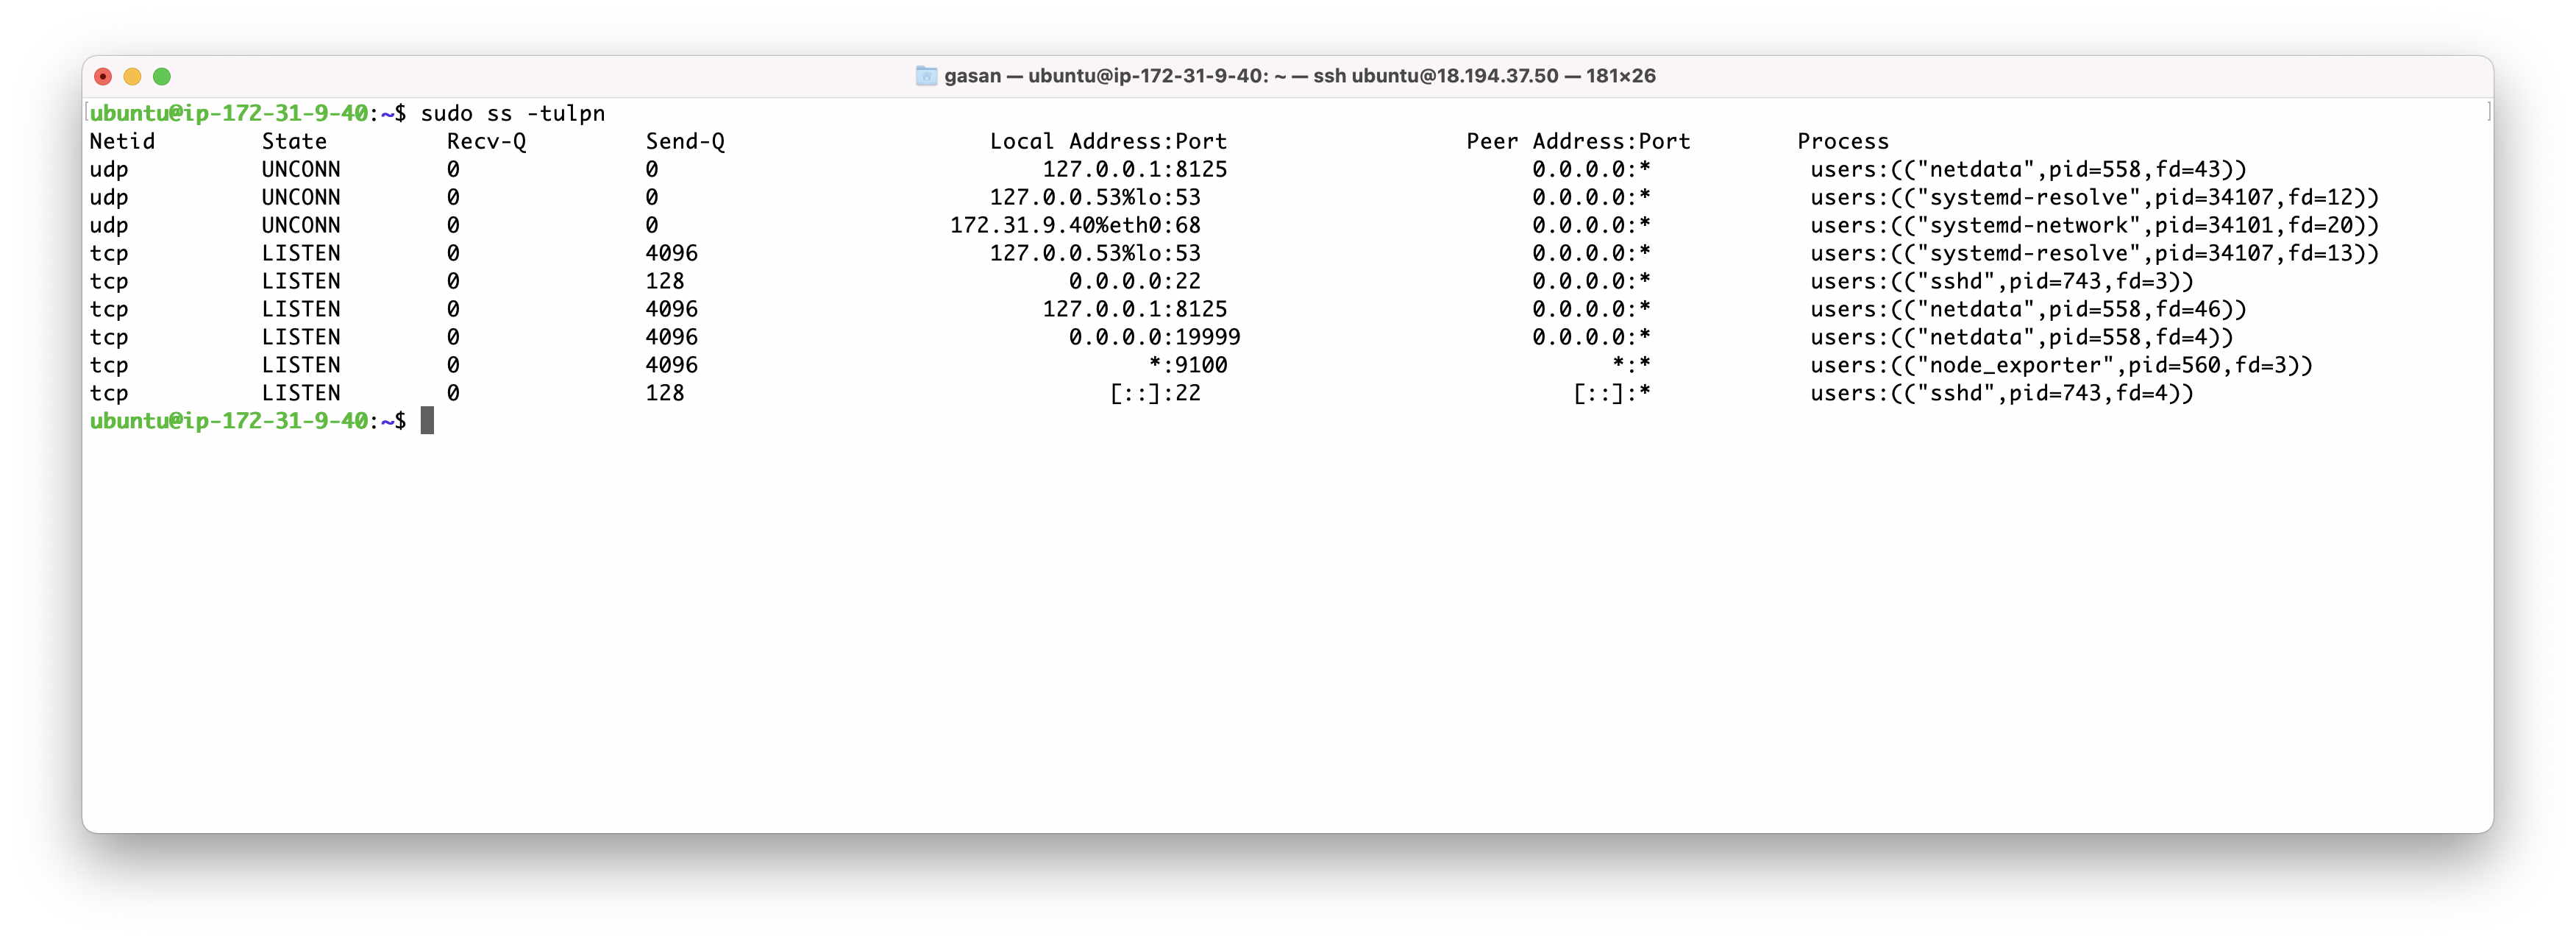 gasan — ubuntu@ip-172-31-9-40: ~ — ssh ubuntu@18.194.37.50 — 181×26
ubuntu@ip-172-31-9-40:~$ sudo ss -tulpn
Netid State Recv-Q Send-Q Local Address:Port Peer Address:Port Process
udp UNCONN 0 0 127.0.0.1:8125 0.0.0.0:* users:(("netdata",pid=558,fd=43))
udp UNCONN 0 0 127.0.0.53%lo:53 0.0.0.0:* users:(("systemd-resolve",pid=34107,fd=12))
udp UNCONN 0 0 172.31.9.40%eth0:68 0.0.0.0:* users:(("systemd-network",pid=34101,fd=20))
tcp LISTEN 0 4096 127.0.0.53%lo:53 0.0.0.0:* users:(("systemd-resolve",pid=34107,fd=13))
tcp LISTEN 0 128 0.0.0.0:22 0.0.0.0:* users:(("sshd",pid=743,fd=3))
tcp LISTEN 0 4096 127.0.0.1:8125 0.0.0.0:* users:(("netdata",pid=558,fd=46))
tcp LISTEN 0 4096 0.0.0.0:19999 0.0.0.0:* users:(("netdata",pid=558,fd=4))
tcp LISTEN 0 4096 *:9100 *:* users:(("node_exporter",pid=560,fd=3))
tcp LISTEN 0 128 [::]:22 [::]:* users:(("sshd",pid=743,fd=4))
ubuntu@ip-172-31-9-40:~$